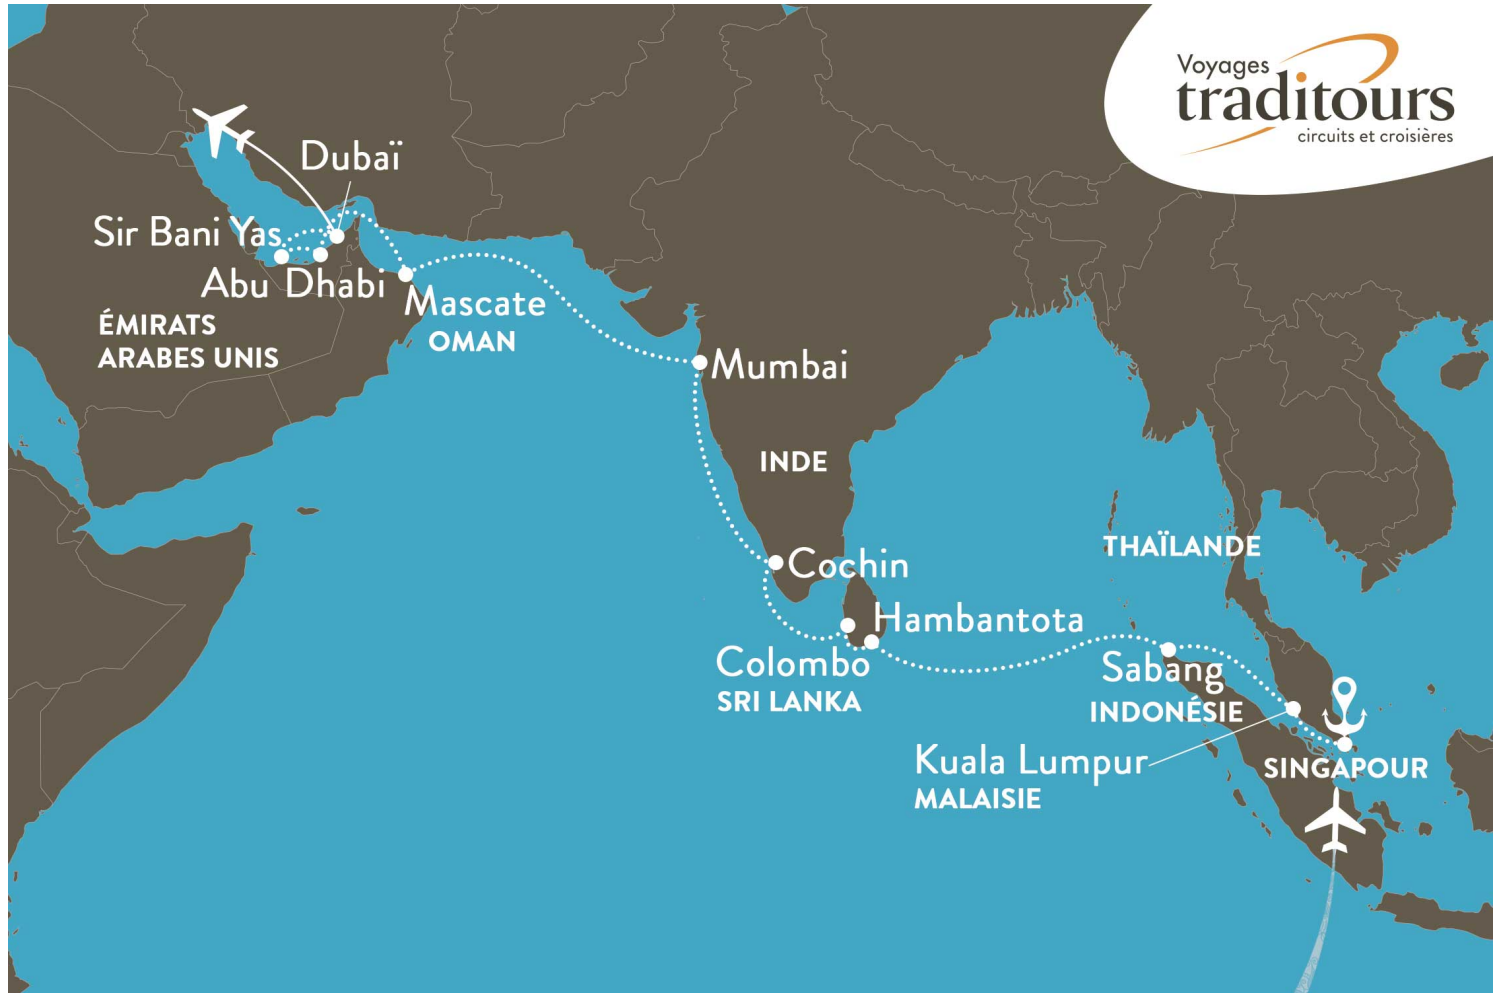 Voyages
traditours
circuits et croisières
Dubaï
Sir Bani Yas
Abu Dhabi
Mascate
OMAN
ÉMIRATS
ARABES UNIS
Mumbai
INDE
THAÏLANDE
Cochin
Hambantota
Colombo
SRI LANKA
Sabang
INDONÉSIE
Kuala Lumpur
MALAISIE
SINGAPOUR